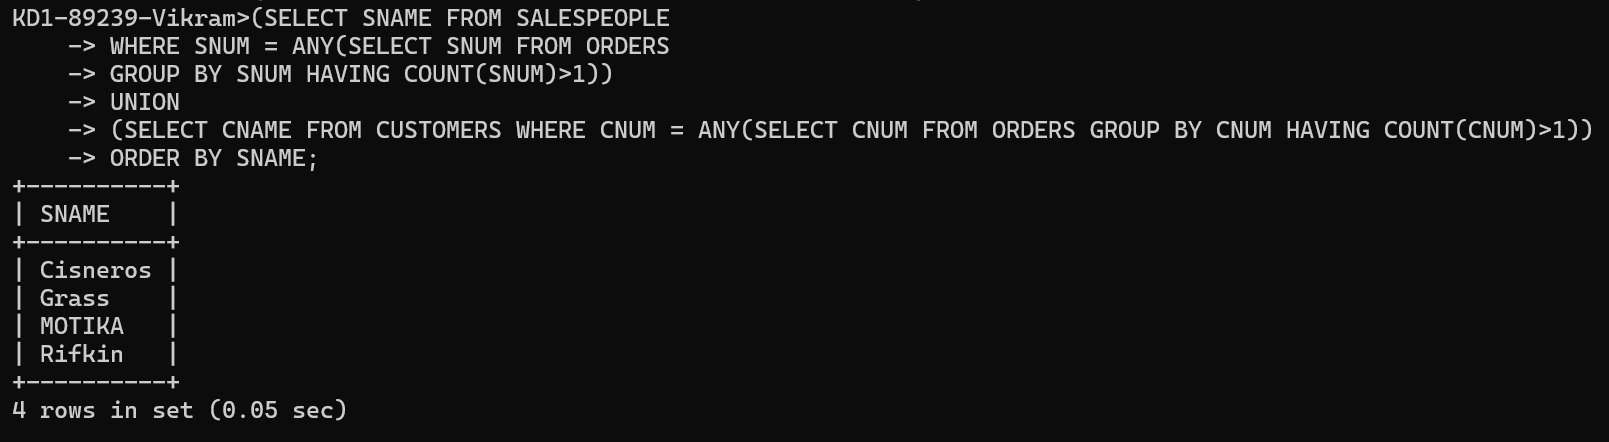 KD1-89239-Vikram>(SELECT SNAME FROM SALESPEOPLE
    -> WHERE SNUM = ANY(SELECT SNUM FROM ORDERS
    -> GROUP BY SNUM HAVING COUNT(SNUM)>1))
    -> UNION
    -> (SELECT CNAME FROM CUSTOMERS WHERE CNUM = ANY(SELECT CNUM FROM ORDERS GROUP BY CNUM HAVING COUNT(CNUM)>1))
    -> ORDER BY SNAME;
+----------+
| SNAME    |
+----------+
| Cisneros |
| Grass    |
| MOTIKA   |
| Rifkin   |
+----------+
4 rows in set (0.05 sec)